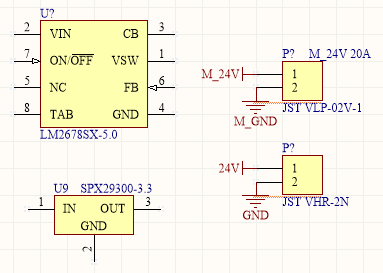 U?
2 VIN CB 3
7 ON/OFF VSW 1
5 NC FB 6
8 TAB GND 4
LM2678SX-5.0
P? M_24V 20A
M_24V 1
2
M_GND
JST VLP-02V-1
P?
24V 1
2
GND
JST VHR-2N
U9 SPX29300-3.3
1 IN OUT 3
GND
2